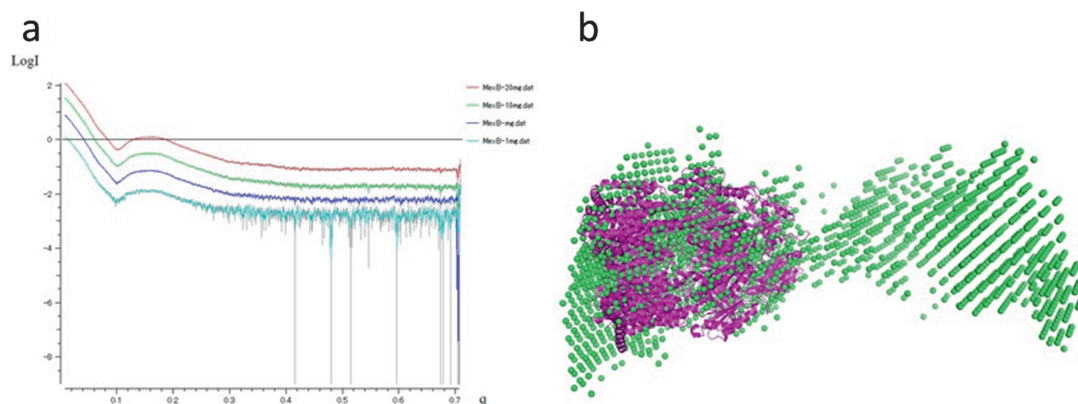 a
b
LogI
2
0
-2
-4
-6
-8
MexB-20mg.dat
MexB-10mg.dat
MexB-mg.dat
MexB-1mg.dat
0.1 0.2 0.3 0.4 0.5 0.6 0.7 q